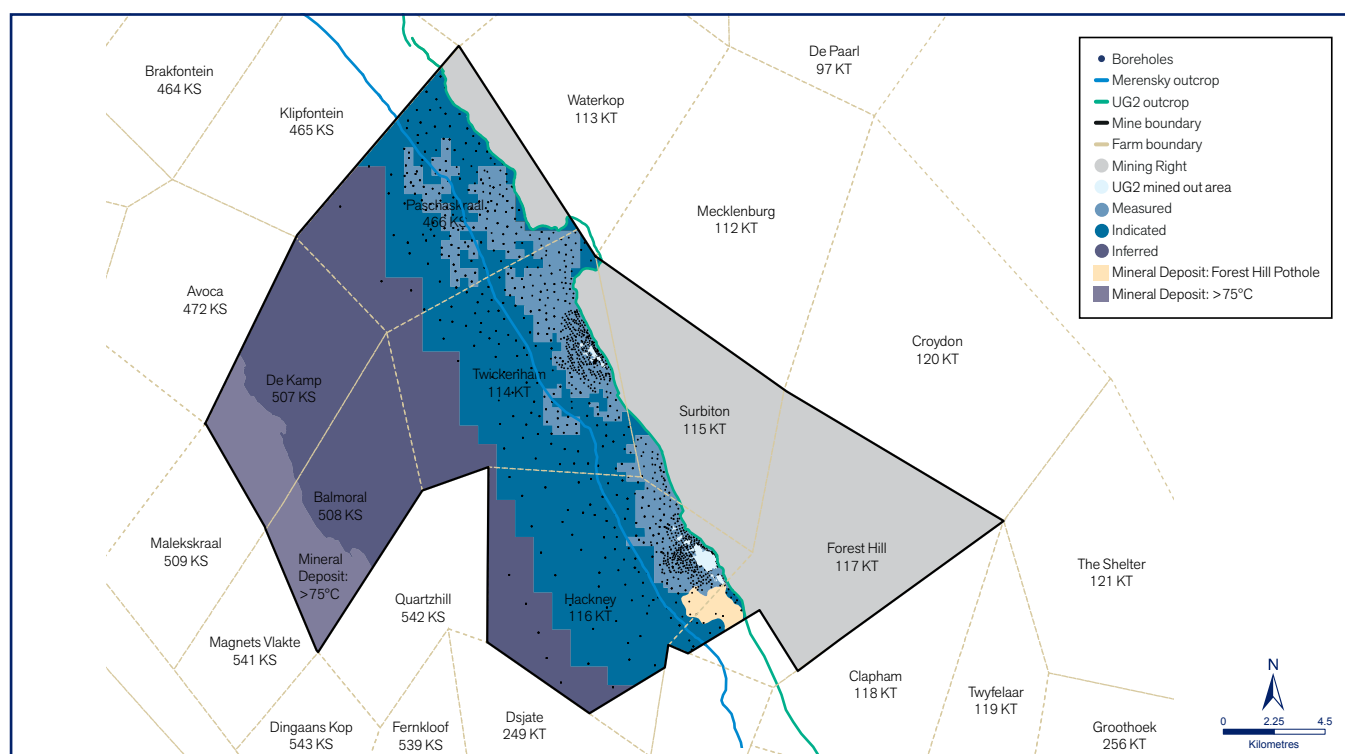 De Paarl
97 KT
Brakfontein
464 KS
Waterkop
113 KT
Klipfontein
465 KS
Paschaskraal
466 KS
Mecklenburg
112 KT
Avoca
472 KS
Croydon
120 KT
De Kamp
507 KS
Twickenham
114 KT
Surbiton
115 KT
Balmoral
508 KS
Malekskraal
509 KS
Mineral
Deposit:
>75°C
Forest Hill
117 KT
The Shelter
121 KT
Quartzhill
542 KS
Hackney
116 KT
Magnets Vlakte
541 KS
Clapham
118 KT
Twyfelaar
119 KT
Dingaans Kop
543 KS
Fernkloof
539 KS
Dsjate
249 KT
Groothoek
256 KT
Boreholes
Merensky outcrop
UG2 outcrop
Mine boundary
Farm boundary
Mining Right
UG2 mined out area
Measured
Indicated
Inferred
Mineral Deposit: Forest Hill Pothole
Mineral Deposit: >75°C
N
0 2.25 4.5
Kilometres